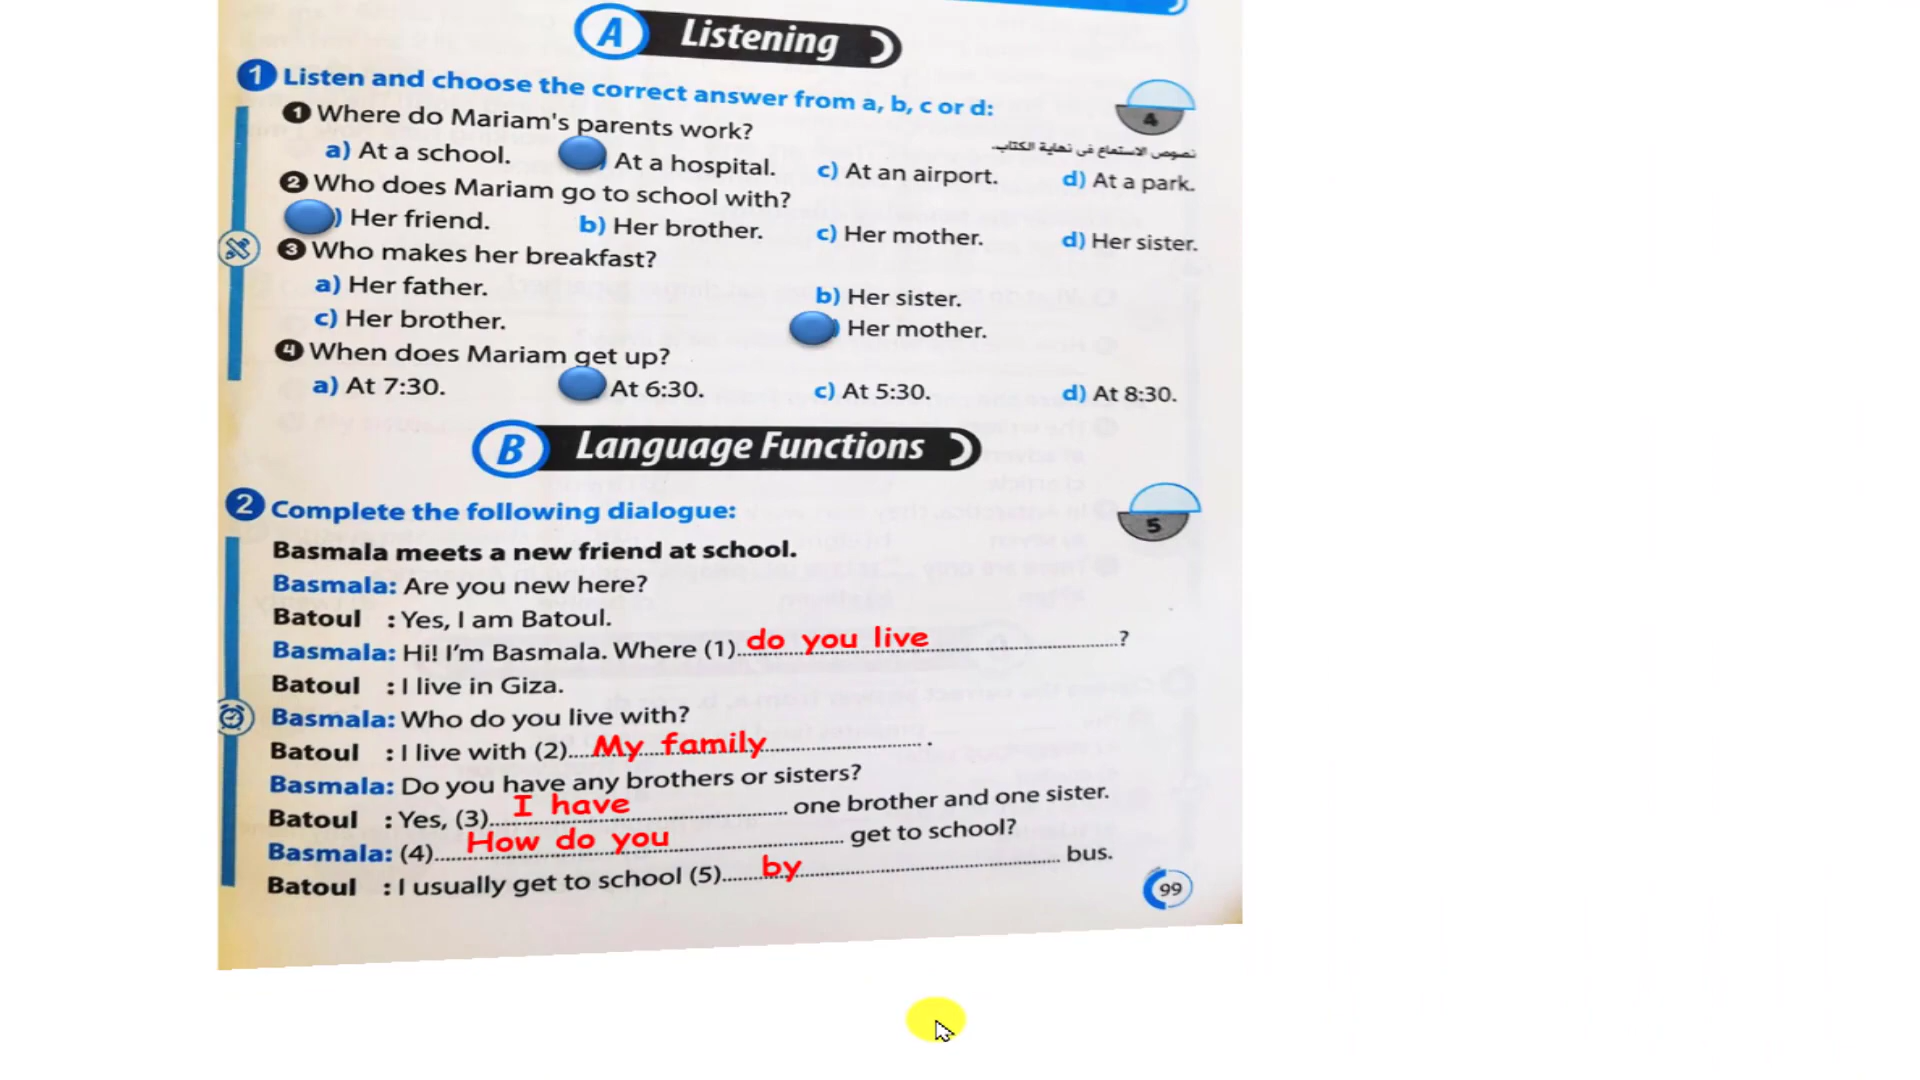 A Listening
1 Listen and choose the correct answer from a, b, c or d:
4
نصوص الاستماع فى نهاية الكتاب.
1 Where do Mariam's parents work?
a) At a school. ) At a hospital. c) At an airport. d) At a park.
2 Who does Mariam go to school with?
) Her friend. b) Her brother. c) Her mother. d) Her sister.
3 Who makes her breakfast?
a) Her father. b) Her sister.
c) Her brother. ) Her mother.
4 When does Mariam get up?
a) At 7:30. At 6:30. c) At 5:30. d) At 8:30.
B Language Functions
2 Complete the following dialogue:
5
Basmala meets a new friend at school.
Basmala: Are you new here?
Batoul : Yes, I am Batoul.
Basmala: Hi! I'm Basmala. Where (1) do you live ?
Batoul : I live in Giza.
Basmala: Who do you live with?
Batoul : I live with (2) My family .
Basmala: Do you have any brothers or sisters?
Batoul : Yes, (3) I have one brother and one sister.
Basmala: (4) How do you get to school?
Batoul : I usually get to school (5) by bus.
99